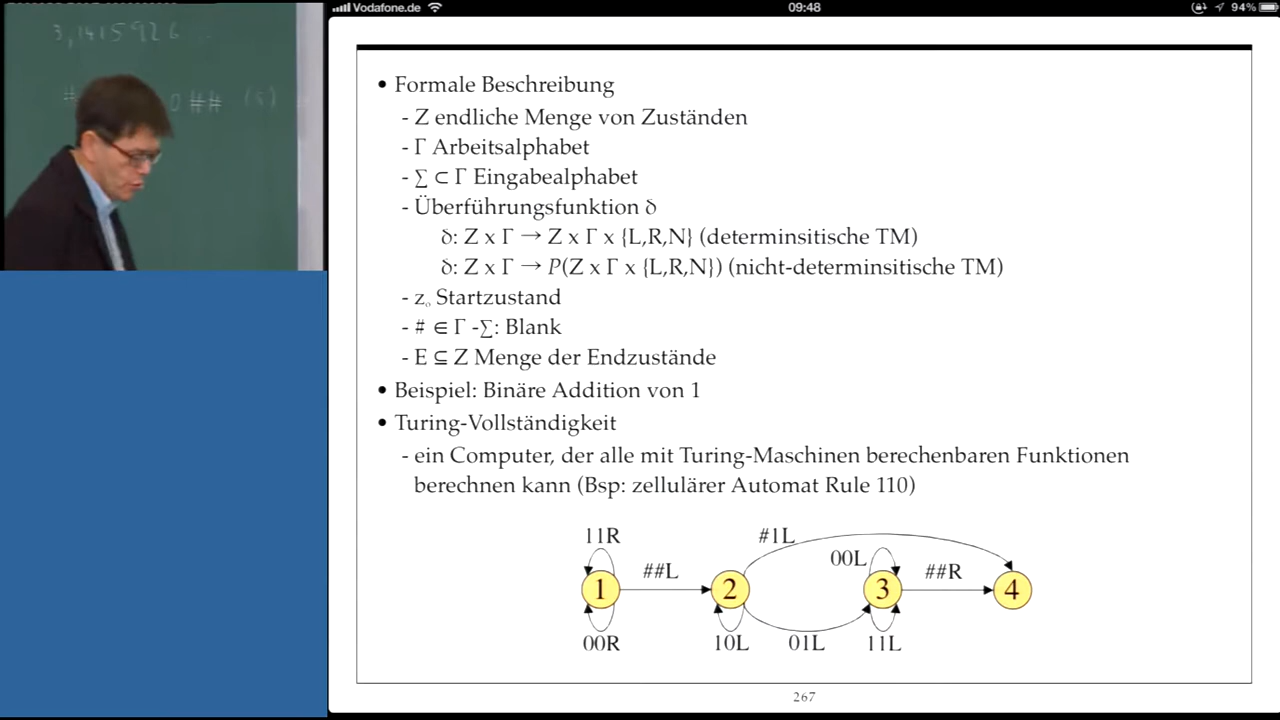 Vodafone.de
09:48
94%
3,1415926
0## (5)
• Formale Beschreibung
- Z endliche Menge von Zuständen
- Γ Arbeitsalphabet
- ∑ ⊂ Γ Eingabealphabet
- Überführungsfunktion δ
δ: Z x Γ → Z x Γ x {L,R,N} (determinsitische TM)
δ: Z x Γ → P(Z x Γ x {L,R,N}) (nicht-determinsitische TM)
- z₀ Startzustand
- # ∈ Γ -∑: Blank
- E ⊆ Z Menge der Endzustände
• Beispiel: Binäre Addition von 1
• Turing-Vollständigkeit
- ein Computer, der alle mit Turing-Maschinen berechenbaren Funktionen
berechnen kann (Bsp: zellulärer Automat Rule 110)
11R #1L
00L
##L ##R
1 2 3 4
00R 10L 01L 11L
267